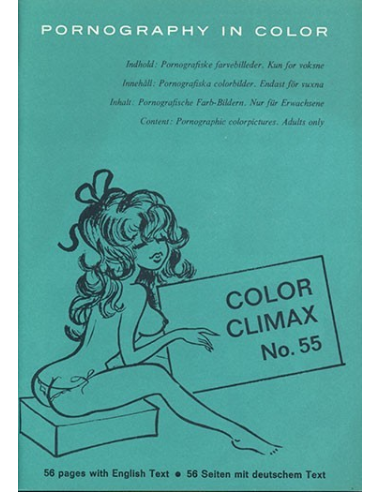 PORNOGRAPHY IN COLOR
Indhold: Pornografiske farvebilleder. Kun for voksne
Innehåll: Pornografiska colorbilder. Endast för vuxna
Inhalt: Pornografische Farb-Bildern. Nur für Erwachsene
Content: Pornographic colorpictures. Adults only
COLOR
CLIMAX
No. 55
56 pages with English Text ● 56 Seiten mit deutschem Text